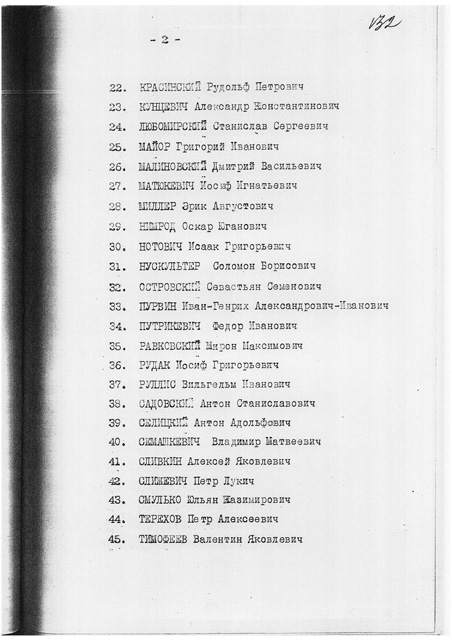 132
- 2 -
22. КРАСИНСКИЙ Рудольф Петрович
23. КУНЦЕВИЧ Александр Константинович
24. ЛЮБОМИРСКИЙ Станислав Сергеевич
25. МАЙОР Григорий Иванович
26. МАЛИНОВСКИЙ Дмитрий Васильевич
27. МАТЮКЕВИЧ Иосиф Игнатьевич
28. МИЛЛЕР Эрик Августович
29. НИМРОД Оскар Юганович
30. НОТОВИЧ Исаак Григорьевич
31. НУСКУЛЬТЕР Соломон Борисович
32. ОСТРОВСКИЙ Севастьян Семенович
33. ПУРВИН Иван-Генрих Александрович-Иванович
34. ПУТРИКЕВИЧ Федор Иванович
35. РАВКОВСКИЙ Мирон Максимович
36. РУДАК Иосиф Григорьевич
37. РУЛЛИС Вильгельм Иванович
38. САДОВСКИЙ Антон Станиславович
39. СЕЛИЦКИЙ Антон Адольфович
40. СЕМАШКЕВИЧ Владимир Матвеевич
41. СЛИВКИН Алексей Яковлевич
42. СЛИЖЕВИЧ Петр Лукич
43. СМУЛЬКО Юльян Казимирович
44. ТЕРЕХОВ Петр Алексеевич
45. ТИМОФЕЕВ Валентин Яковлевич